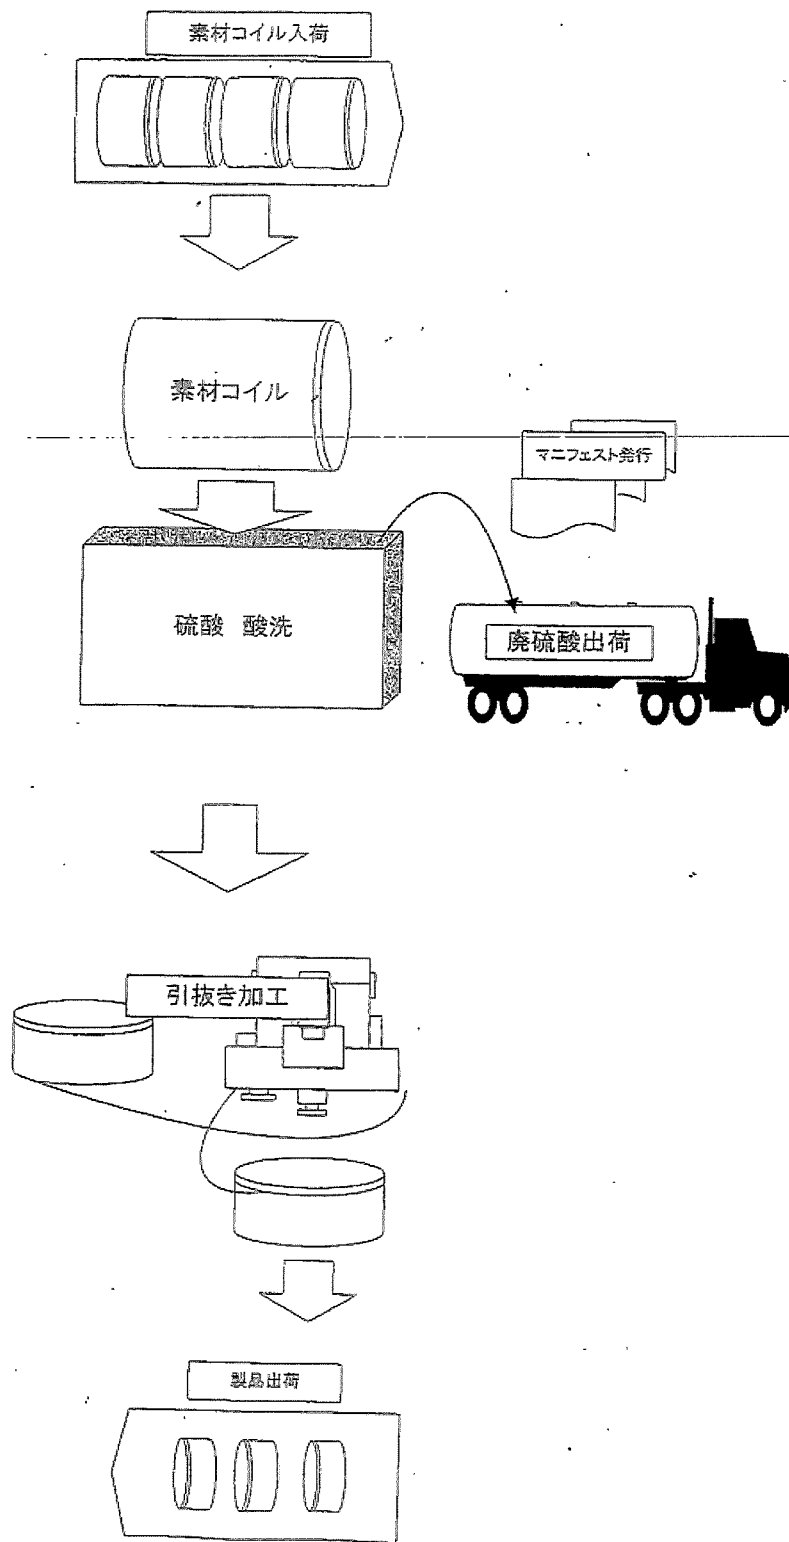 素材コイル入荷
素材コイル
マニフェスト発行
硫酸 酸洗
廃硫酸出荷
引抜き加工
製品出荷